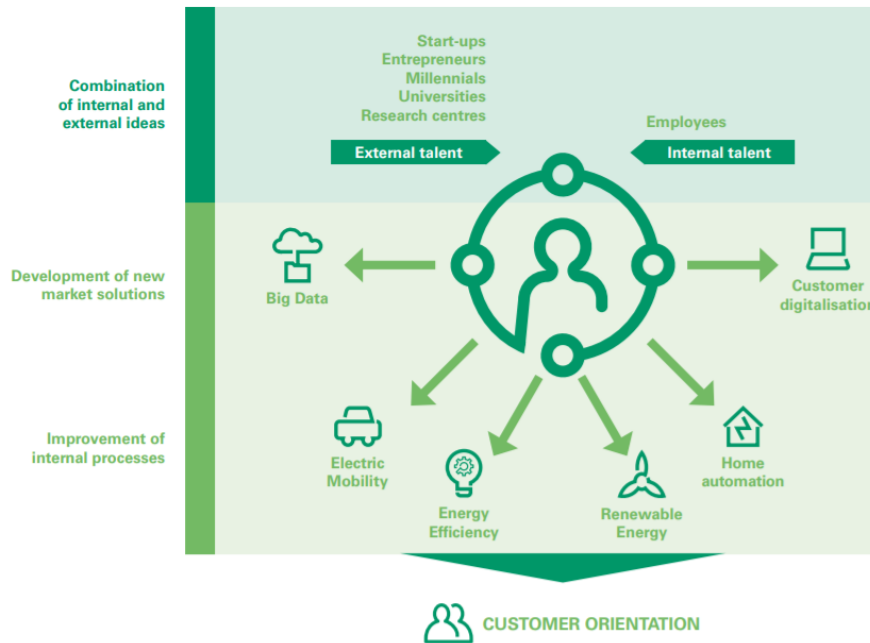 Combination
of internal and
external ideas
Start-ups
Entrepreneurs
Millennials
Universities
Research centres
External talent
Employees
Internal talent
Development of new
market solutions
Big Data
Customer
digitalisation
Improvement of
internal processes
Electric
Mobility
Energy
Efficiency
Renewable
Energy
Home
automation
CUSTOMER ORIENTATION